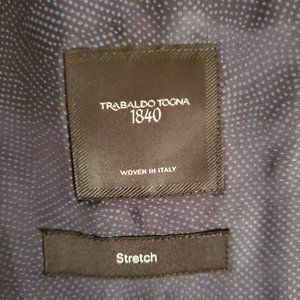 TRABALDO TOGNA
1840
WOVEN IN ITALY
Stretch